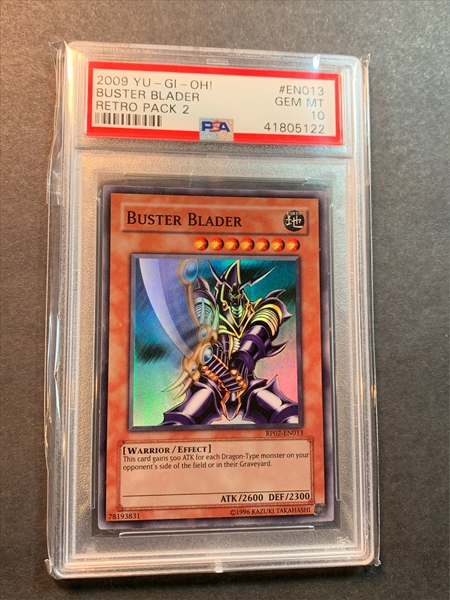 2009 YU-GI-OH! #EN013
BUSTER BLADER GEM MT
RETRO PACK 2 10
PSA 41805122
BUSTER BLADER
地
RP02-EN013
[WARRIOR/EFFECT]
This card gains 500 ATK for each Dragon-Type monster on your
opponent's side of the field or in their Graveyard.
ATK/2600 DEF/2300
78193831 ©1996 KAZUKI TAKAHASHI